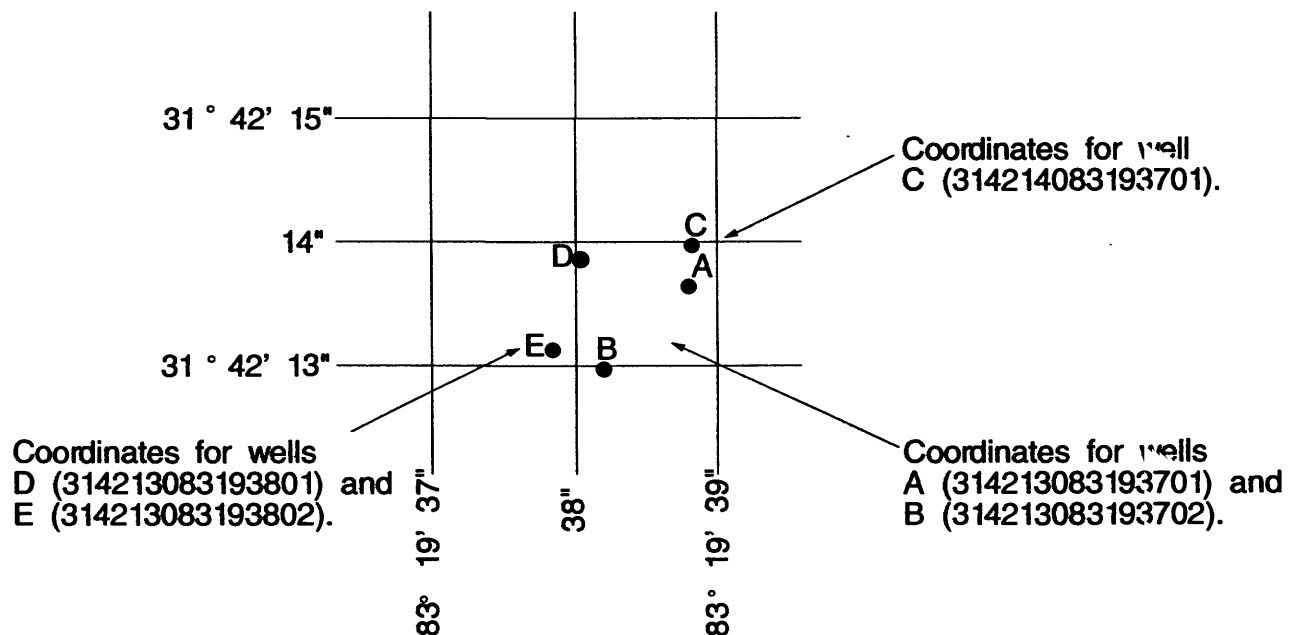 31 ° 42' 15"
Coordinates for well
C (314214083193701).
14"
C
D
A
E
B
31 ° 42' 13"
Coordinates for wells
D (314213083193801) and
E (314213083193802).
Coordinates for wells
A (314213083193701) and
B (314213083193702).
83° 19' 37"
38"
83° 19' 39"